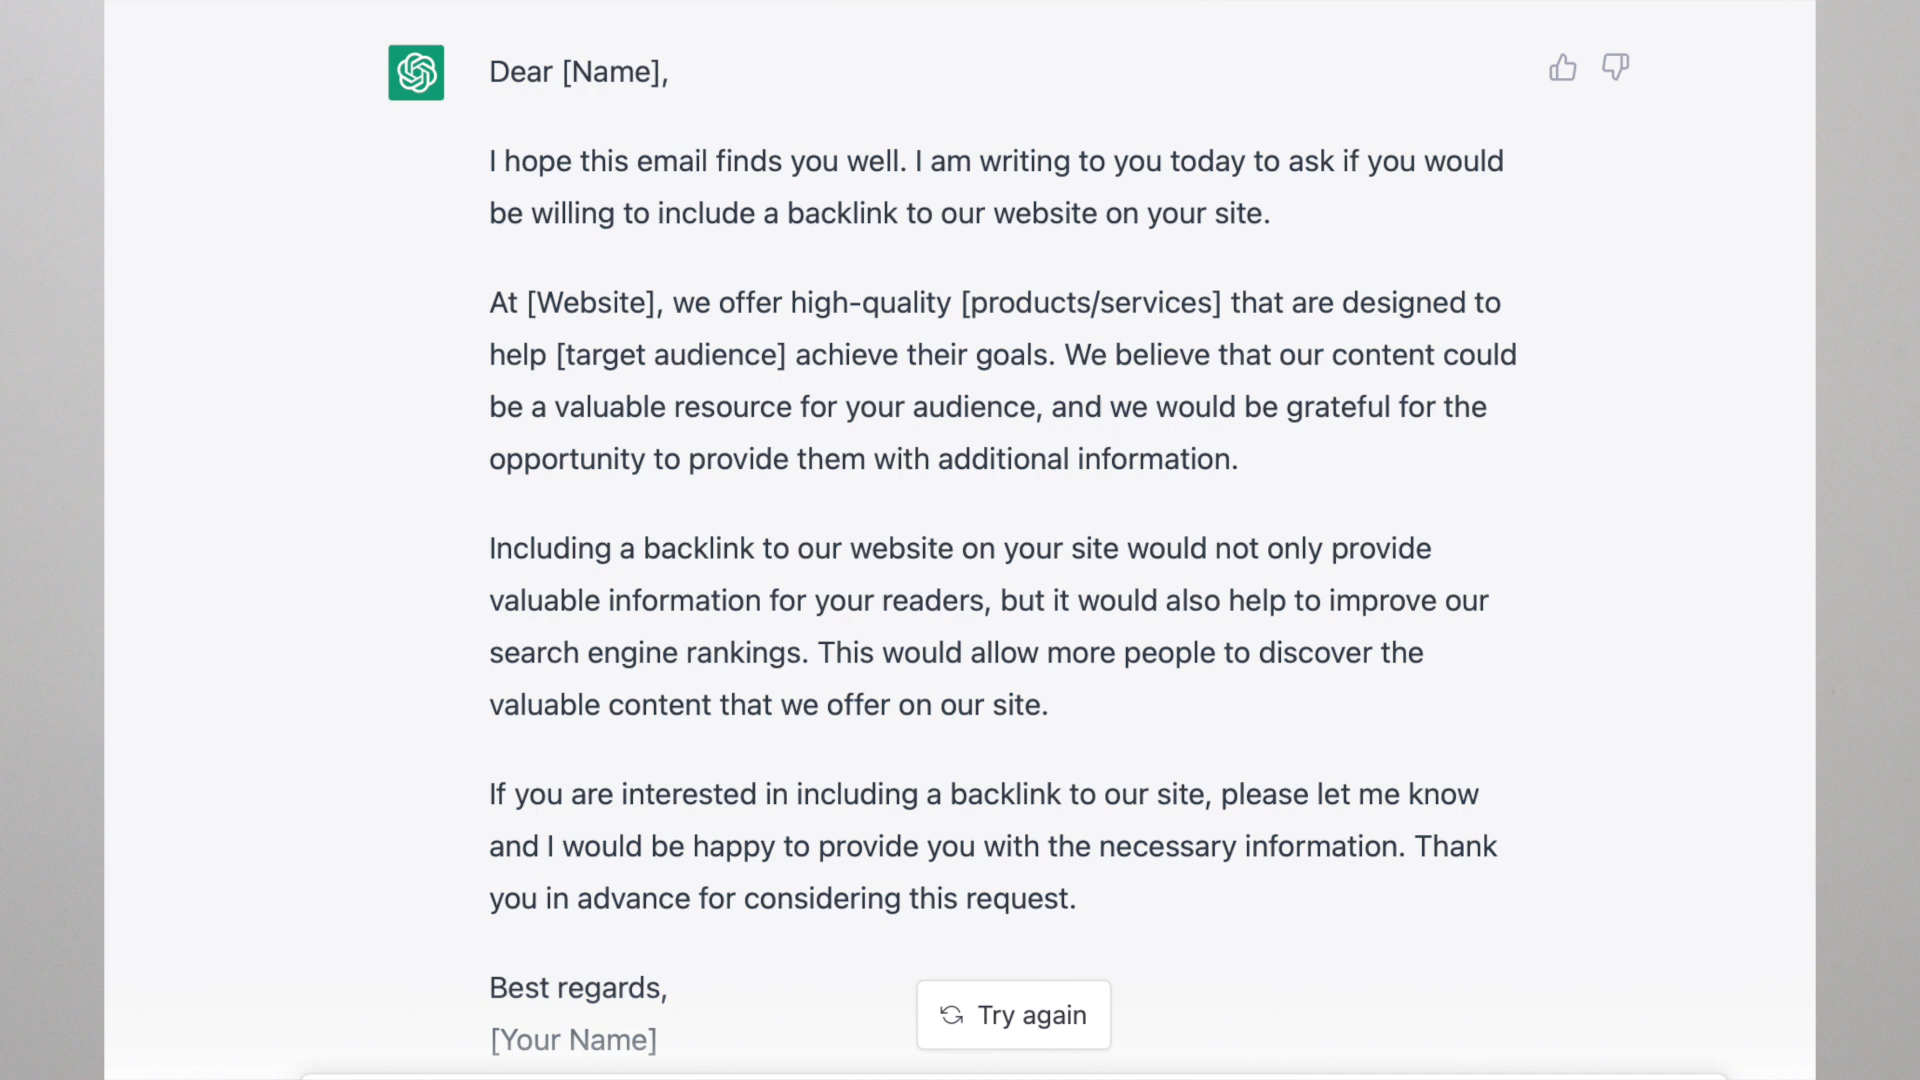 Dear [Name],
I hope this email finds you well. I am writing to you today to ask if you would
be willing to include a backlink to our website on your site.
At [Website], we offer high-quality [products/services] that are designed to
help [target audience] achieve their goals. We believe that our content could
be a valuable resource for your audience, and we would be grateful for the
opportunity to provide them with additional information.
Including a backlink to our website on your site would not only provide
valuable information for your readers, but it would also help to improve our
search engine rankings. This would allow more people to discover the
valuable content that we offer on our site.
If you are interested in including a backlink to our site, please let me know
and I would be happy to provide you with the necessary information. Thank
you in advance for considering this request.
Best regards,
[Your Name]
Try again